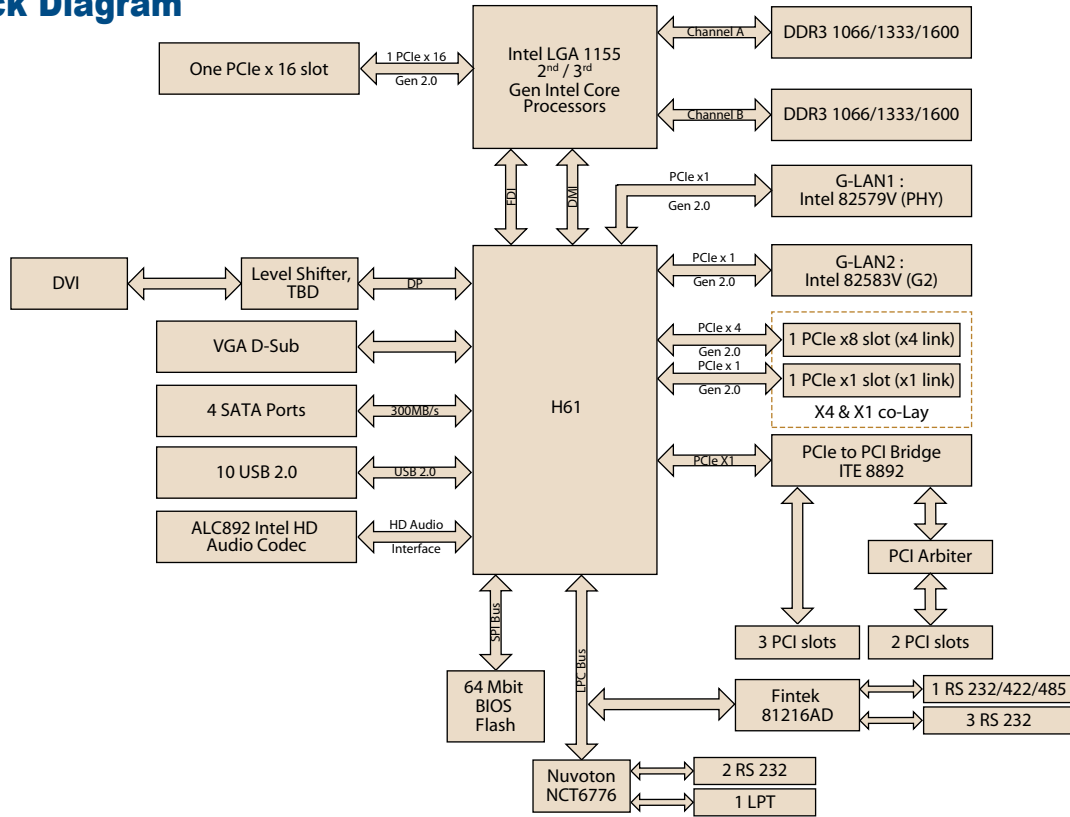 ck Diagram
One PCIe x 16 slot
1 PCIe x 16
Gen 2.0
Intel LGA 1155
2nd / 3rd
Gen Intel Core
Processors
Channel A
DDR3 1066/1333/1600
Channel B
DDR3 1066/1333/1600
FDI
DMI
PCIe x1
Gen 2.0
G-LAN1 :
Intel 82579V (PHY)
DVI
Level Shifter,
TBD
DP
PCIe x 1
Gen 2.0
G-LAN2 :
Intel 82583V (G2)
VGA D-Sub
PCIe x 4
Gen 2.0
1 PCIe x8 slot (x4 link)
PCIe x 1
Gen 2.0
1 PCIe x1 slot (x1 link)
X4 & X1 co-Lay
4 SATA Ports
300MB/s
H61
10 USB 2.0
USB 2.0
PCIe X1
PCIe to PCI Bridge
ITE 8892
ALC892 Intel HD
Audio Codec
HD Audio
Interface
PCI Arbiter
3 PCI slots
2 PCI slots
SPI Bus
LPC Bus
64 Mbit
BIOS
Flash
Fintek
81216AD
1 RS 232/422/485
3 RS 232
Nuvoton
NCT6776
2 RS 232
1 LPT